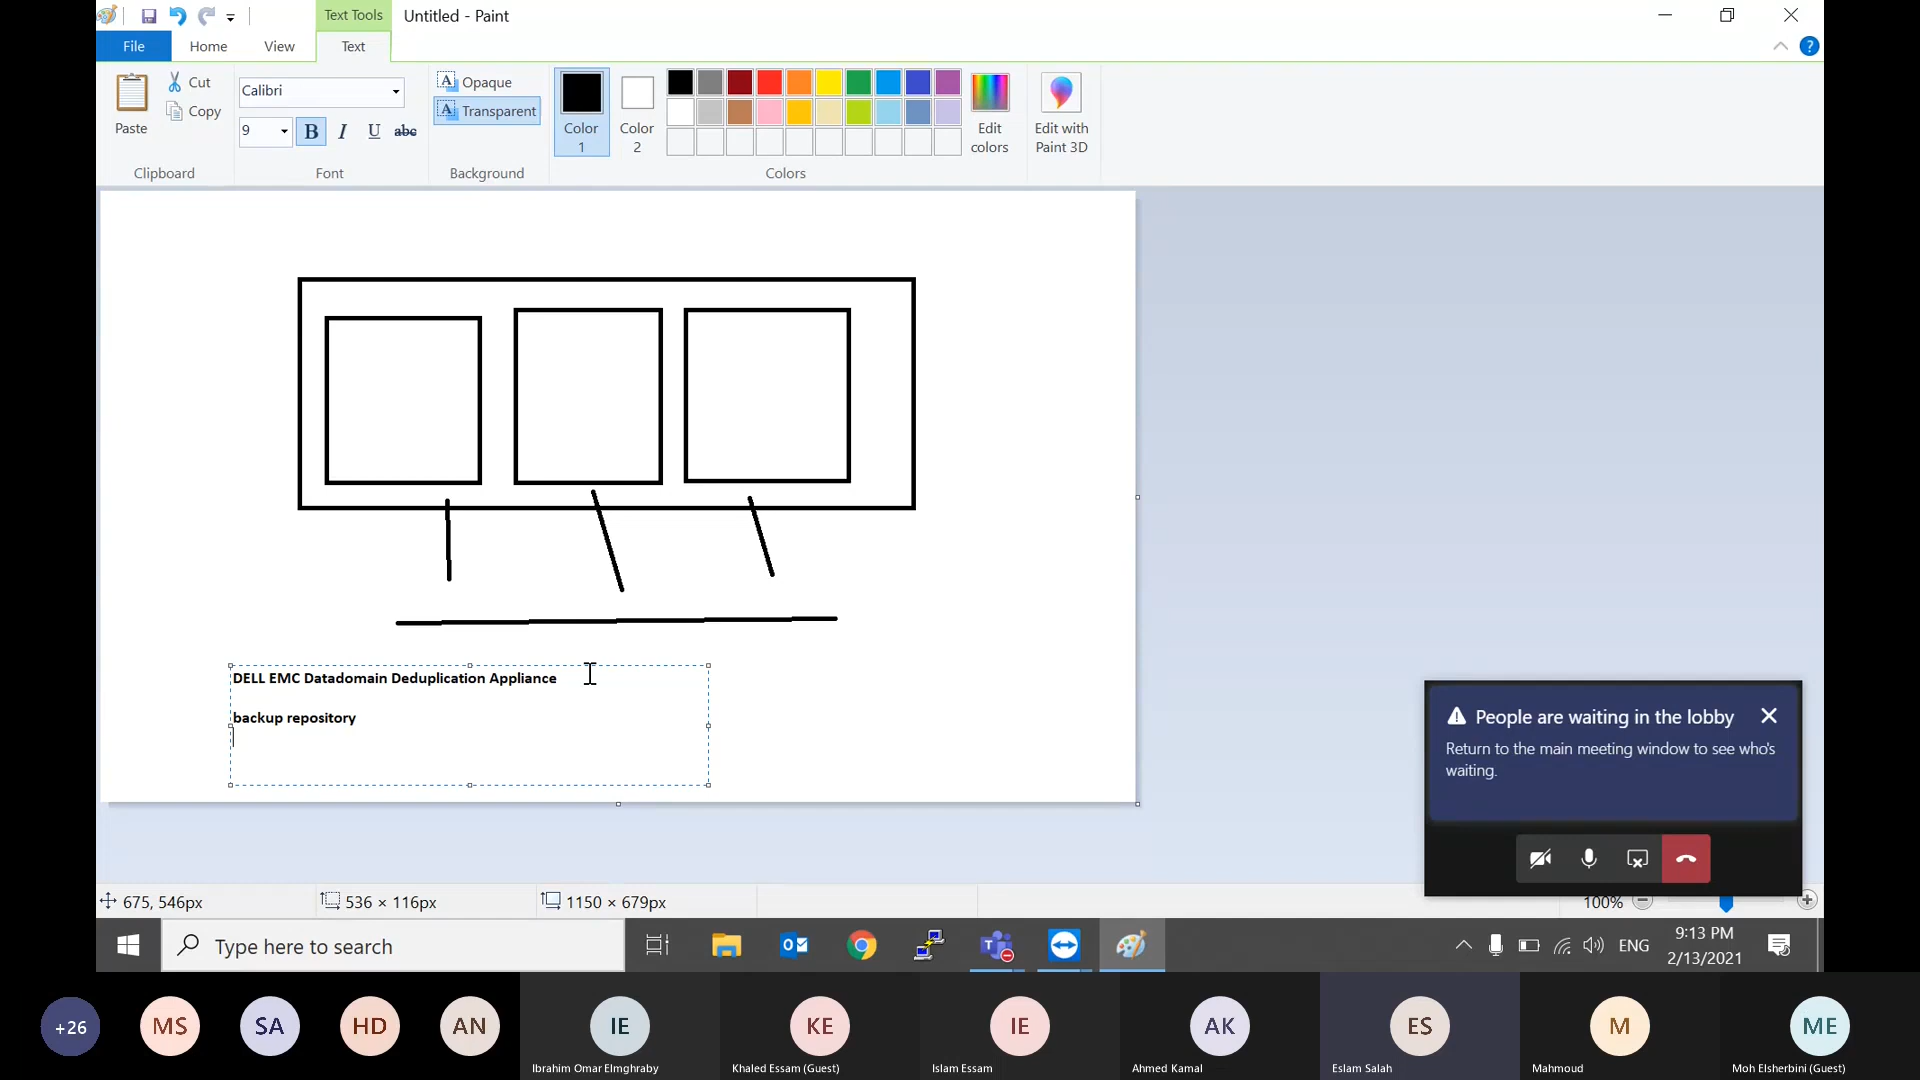 Text Tools
Untitled - Paint
File
Home
View
Text
Paste
Cut
Copy
Clipboard
Calibri
9
B
I
U
abc
Font
A Opaque
A Transparent
Background
Color
1
Color
2
Edit
colors
Colors
Edit with
Paint 3D
?
DELL EMC Datadomain Deduplication Appliance
backup repository
People are waiting in the lobby
Return to the main meeting window to see who's
waiting.
675, 546px
536 × 116px
1150 × 679px
100%
Type here to search
ENG
9:13 PM
2/13/2021
+26
MS
SA
HD
AN
IE
Ibrahim Omar Elmghraby
KE
Khaled Essam (Guest)
IE
Islam Essam
AK
Ahmed Kamal
ES
Eslam Salah
M
Mahmoud
ME
Moh Elsherbini (Guest)